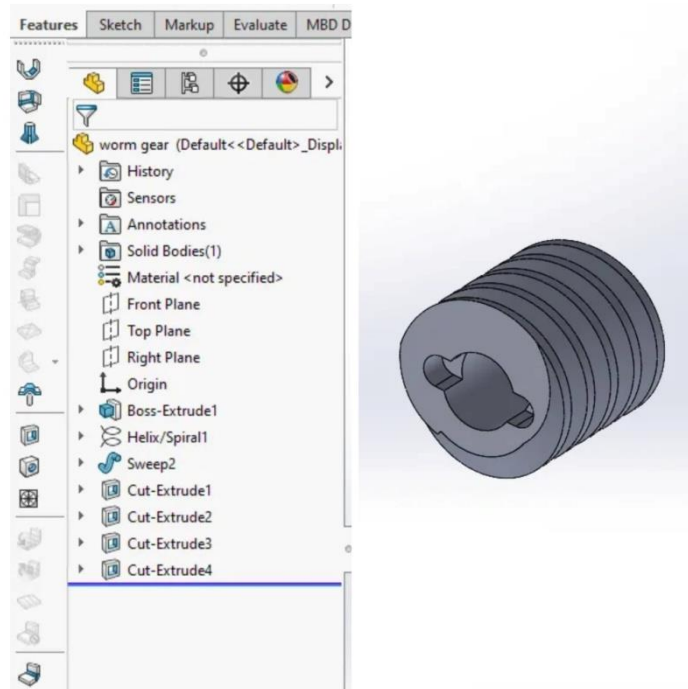 Features Sketch Markup Evaluate MBD D
worm gear (Default<<Default>_Displ
History
Sensors
Annotations
Solid Bodies(1)
Material <not specified>
Front Plane
Top Plane
Right Plane
Origin
Boss-Extrude1
Helix/Spiral1
Sweep2
Cut-Extrude1
Cut-Extrude2
Cut-Extrude3
Cut-Extrude4